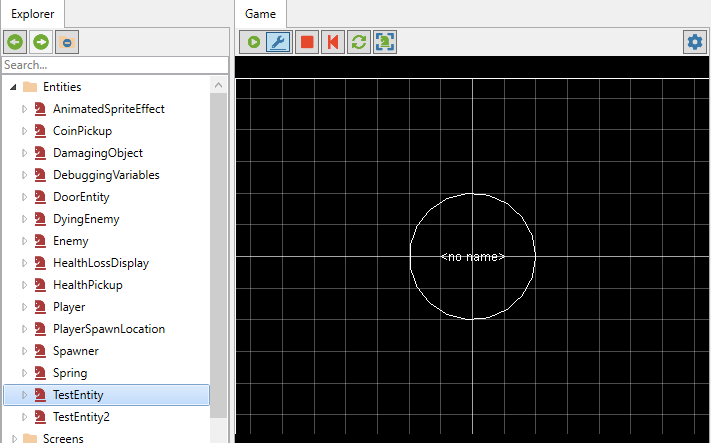 Explorer
Game
Search...
Entities
AnimatedSpriteEffect
CoinPickup
DamagingObject
DebuggingVariables
DoorEntity
DyingEnemy
Enemy
HealthLossDisplay
HealthPickup
Player
PlayerSpawnLocation
Spawner
Spring
TestEntity
TestEntity2
Screens
<no name>